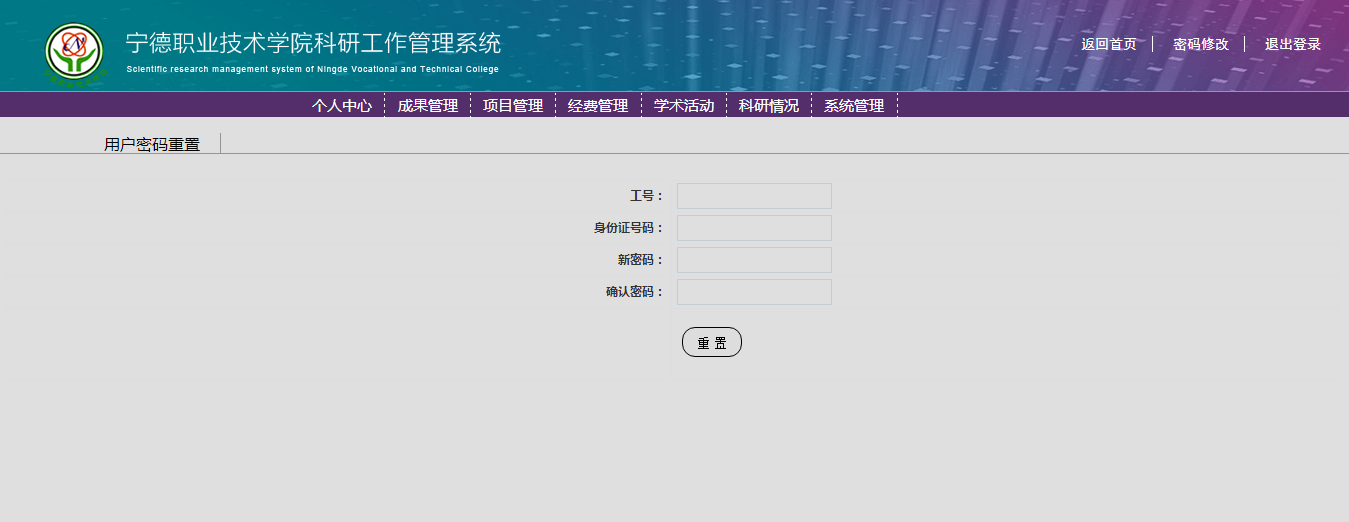 宁德职业技术学院科研工作管理系统
Scientific research management system of Ningde Vocational and Technical College
返回首页 密码修改 退出登录
个人中心 成果管理 项目管理 经费管理 学术活动 科研情况 系统管理
用户密码重置
工号：
身份证号码：
新密码：
确认密码：
重 置